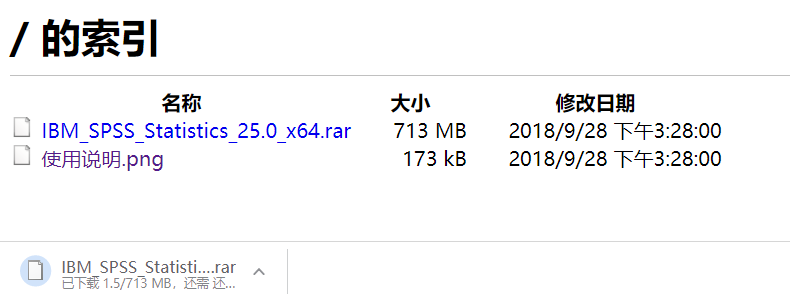 / 的索引
名称 大小 修改日期
IBM_SPSS_Statistics_25.0_x64.rar 713 MB 2018/9/28 下午3:28:00
使用说明.png 173 kB 2018/9/28 下午3:28:00
IBM_SPSS_Statisti....rar
已下载 1.5/713 MB，还需 还...